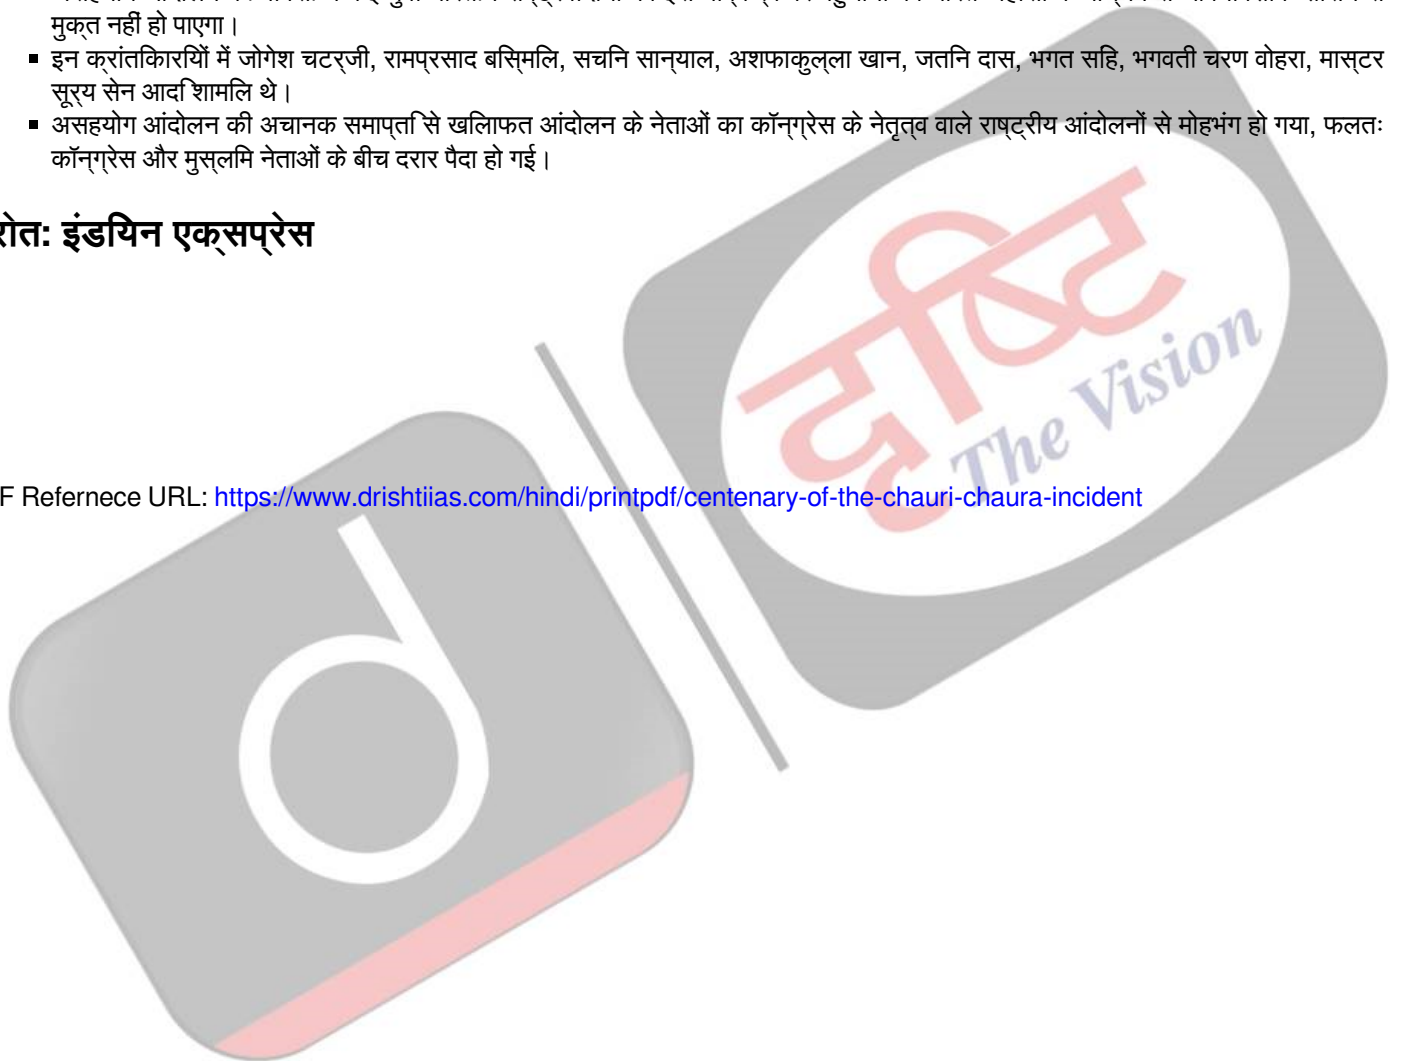 मुक्त नहीं हो पाएगा।
▪ इन क्रांतिकारियों में जोगेश चटर्जी, रामप्रसाद बिस्मिल, सचिन सान्याल, अशफाकुल्ला खान, जतिन दास, भगत सिंह, भगवती चरण वोहरा, मास्टर
सूर्य सेन आदि शामिल थे।
▪ असहयोग आंदोलन की अचानक समाप्ति से खिलाफत आंदोलन के नेताओं का कॉन्ग्रेस के नेतृत्व वाले राष्ट्रीय आंदोलनों से मोहभंग हो गया, फलतः
कॉन्ग्रेस और मुस्लिम नेताओं के बीच दरार पैदा हो गई।
रोत: इंडियन एक्सप्रेस
दृष्टि
The Vision
F Refernece URL: https://www.drishtiias.com/hindi/printpdf/centenary-of-the-chauri-chaura-incident
d